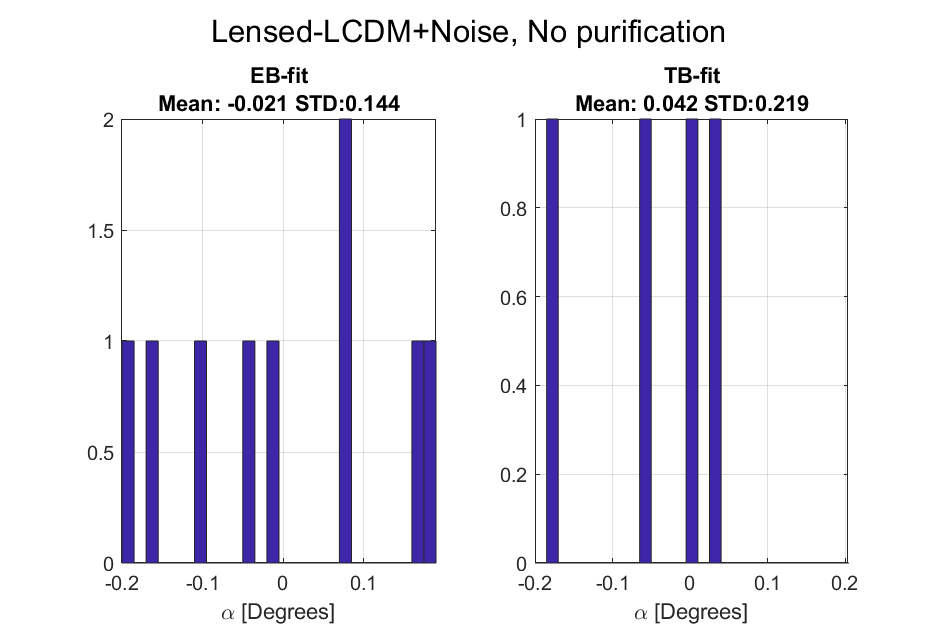 Lensed-LCDM+Noise, No purification
EB-fit
Mean: -0.021 STD:0.144
2
1.5
1
0.5
0
-0.2
-0.1
0
0.1
α [Degrees]
TB-fit
Mean: 0.042 STD:0.219
1
0.8
0.6
0.4
0.2
0
-0.2
-0.1
0
0.1
0.2
α [Degrees]